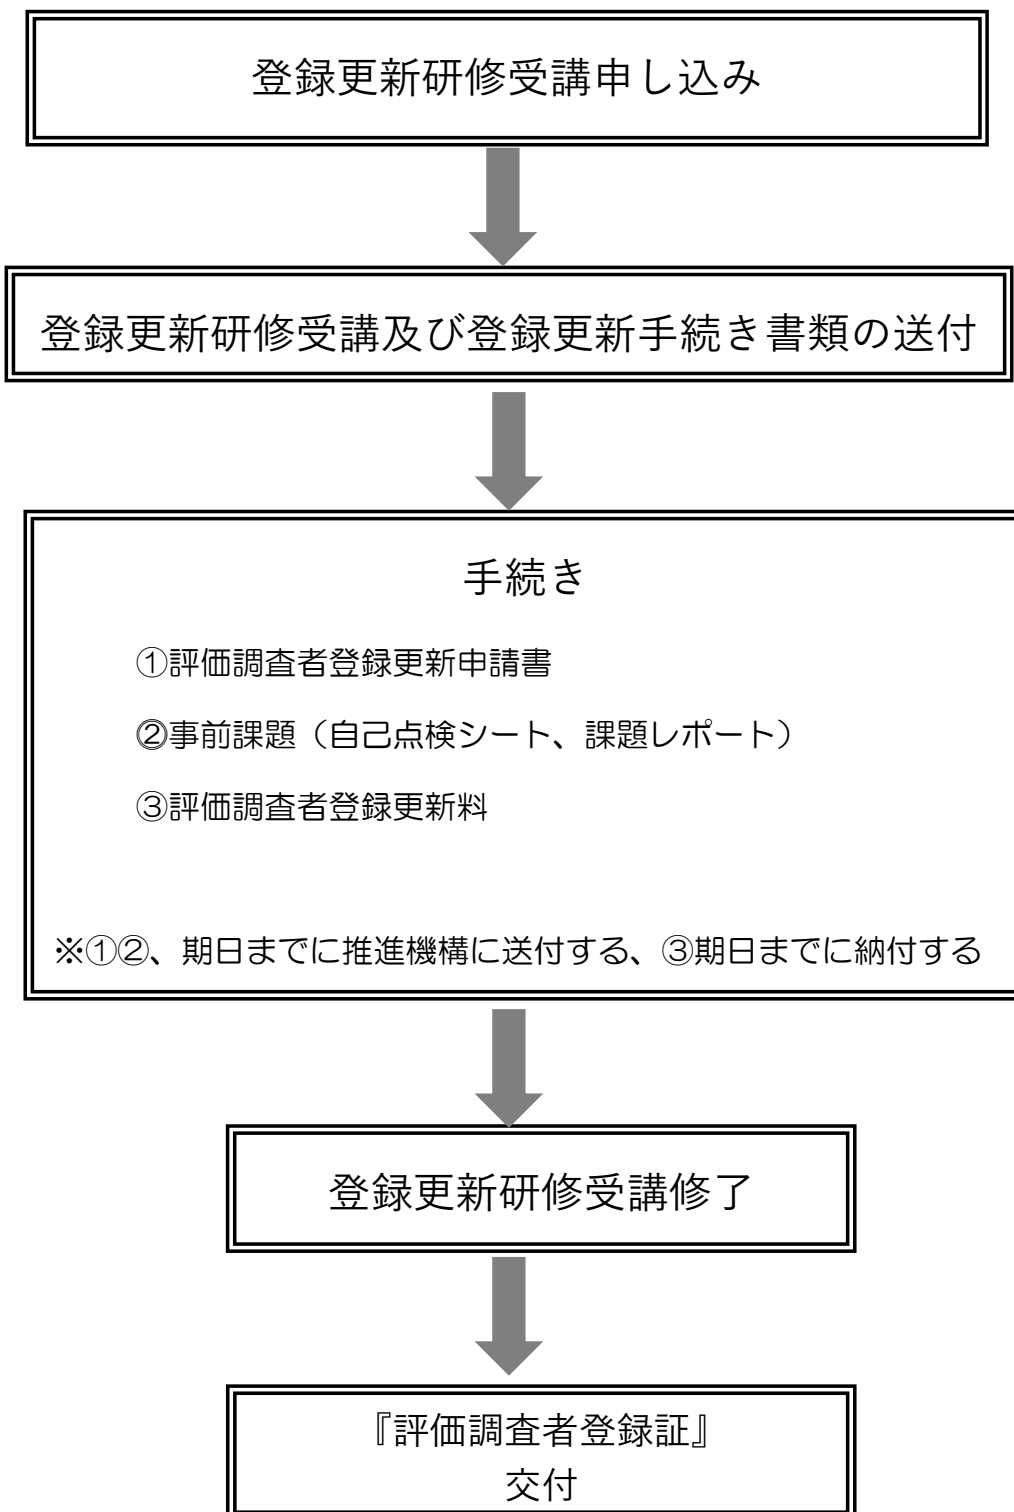 登録更新研修受講申し込み
登録更新研修受講及び登録更新手続き書類の送付
手続き
①評価調査者登録更新申請書
②事前課題（自己点検シート、課題レポート）
③評価調査者登録更新料
※①②、期日までに推進機構に送付する、③期日までに納付する
登録更新研修受講修了
『評価調査者登録証』
交付